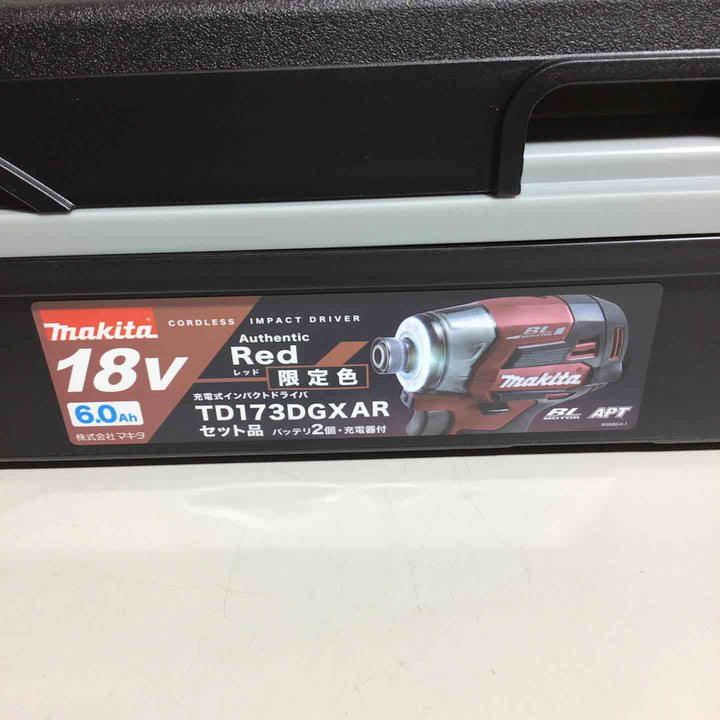 makita
CORDLESS IMPACT DRIVER
18V
6.0Ah
株式会社マキタ
Authentic
Red
レッド
限定色
充電式インパクトドライバ
TD173DGXAR
セット品 バッテリ2個・充電器付
BL
MOTOR
makita
BL
MOTOR
APT